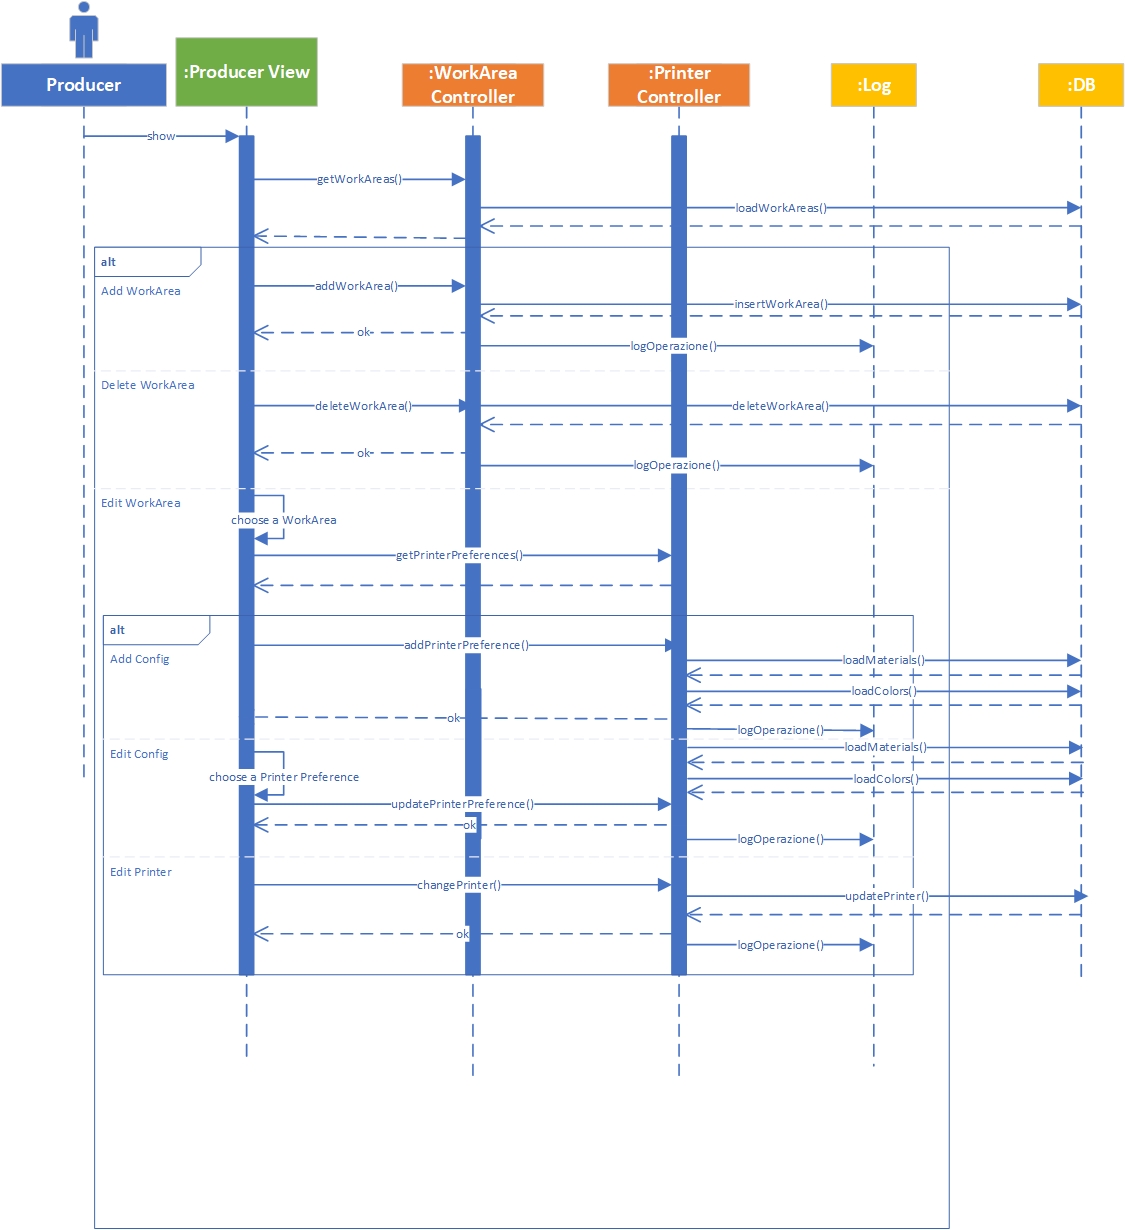 Producer
:Producer View
:WorkArea
Controller
:Printer
Controller
:Log
:DB
show
getWorkAreas()
loadWorkAreas()
alt
Add WorkArea
addWorkArea()
insertWorkArea()
ok
logOperazione()
Delete WorkArea
deleteWorkArea()
deleteWorkArea()
ok
logOperazione()
Edit WorkArea
choose a WorkArea
getPrinterPreferences()
alt
addPrinterPreference()
Add Config
loadMaterials()
loadColors()
ok
logOperazione()
Edit Config
loadMaterials()
choose a Printer Preference
loadColors()
updatePrinterPreference()
ok
logOperazione()
Edit Printer
changePrinter()
updatePrinter()
ok
logOperazione()